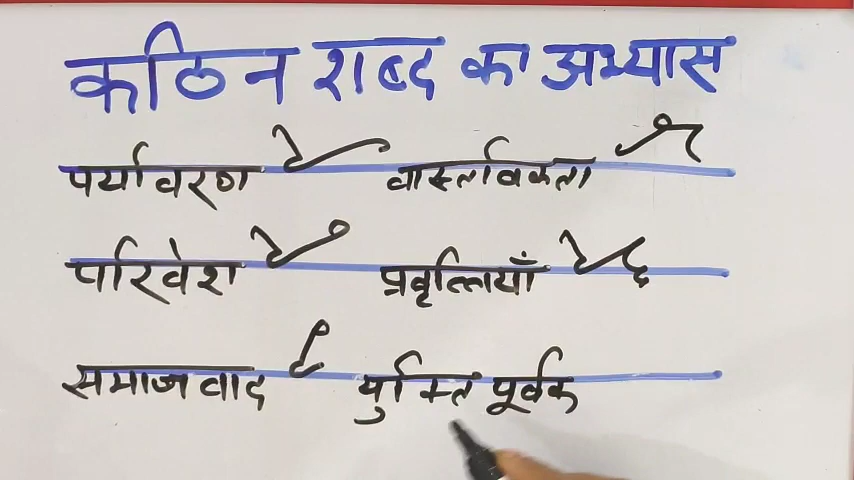 कठिन शब्द का अभ्यास
पर्यावरण वास्तविकता
परिवेश प्रवृत्तियाँ
समाजवाद युक्ति पूर्वक